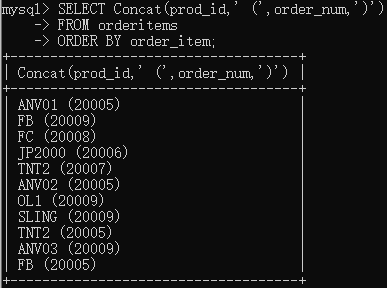 mysql> SELECT Concat(prod_id,' (',order_num,')')
    -> FROM orderitems
    -> ORDER BY order_item;
+------------------------------------+
| Concat(prod_id,' (',order_num,')') |
+------------------------------------+
| ANV01 (20005)                      |
| FB (20009)                         |
| FC (20008)                         |
| JP2000 (20006)                     |
| TNT2 (20007)                       |
| ANV02 (20005)                      |
| OL1 (20009)                        |
| SLING (20009)                      |
| TNT2 (20005)                       |
| ANV03 (20009)                      |
| FB (20005)                         |
+------------------------------------+